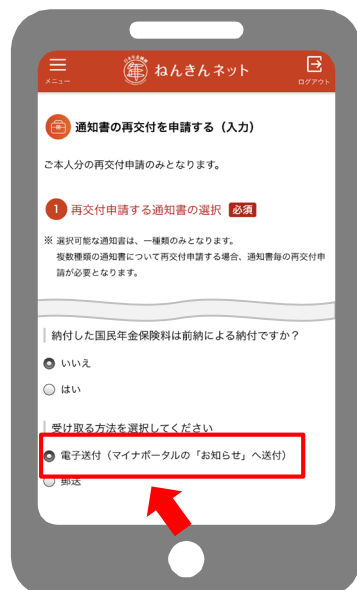 ねんきんネット
メニュー
ログアウト
通知書の再交付を申請する（入力）
ご本人分の再交付申請のみとなります。
1 再交付申請する通知書の選択 必須
※ 選択可能な通知書は、一種類のみとなります。
複数種類の通知書について再交付申請する場合、通知書毎の再交付申
請が必要となります。
納付した国民年金保険料は前納による納付ですか？
いいえ
はい
受け取る方法を選択してください
電子送付（マイナポータルの「お知らせ」へ送付）
郵送